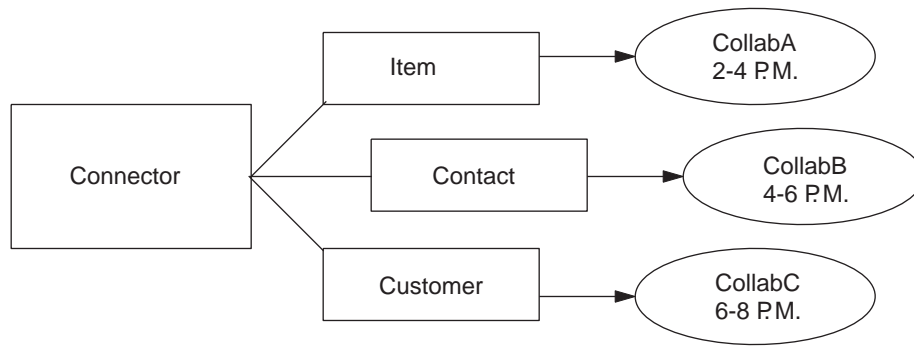 Connector
Item
CollabA
2-4 P.M.
Contact
CollabB
4-6 P.M.
Customer
CollabC
6-8 P.M.